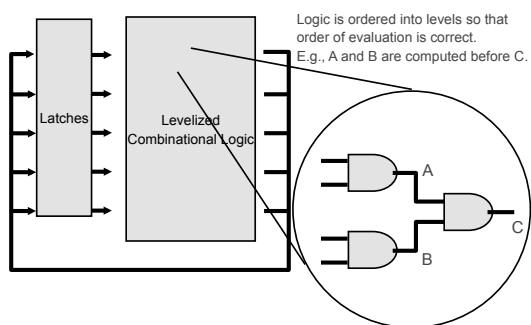 Logic is ordered into levels so that
order of evaluation is correct.
E.g., A and B are computed before C.
Latches
Levelized
Combinational Logic
A
C
B